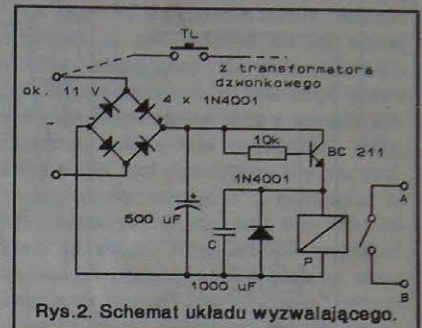 TL
z transformatora
dzwonkowego
ok. 11 V
4 x 1N4001
~
10k
BC 211
1N4001
+
500 uF
C
P
A
B
1000 uF
Rys.2. Schemat układu wyzwalającego.